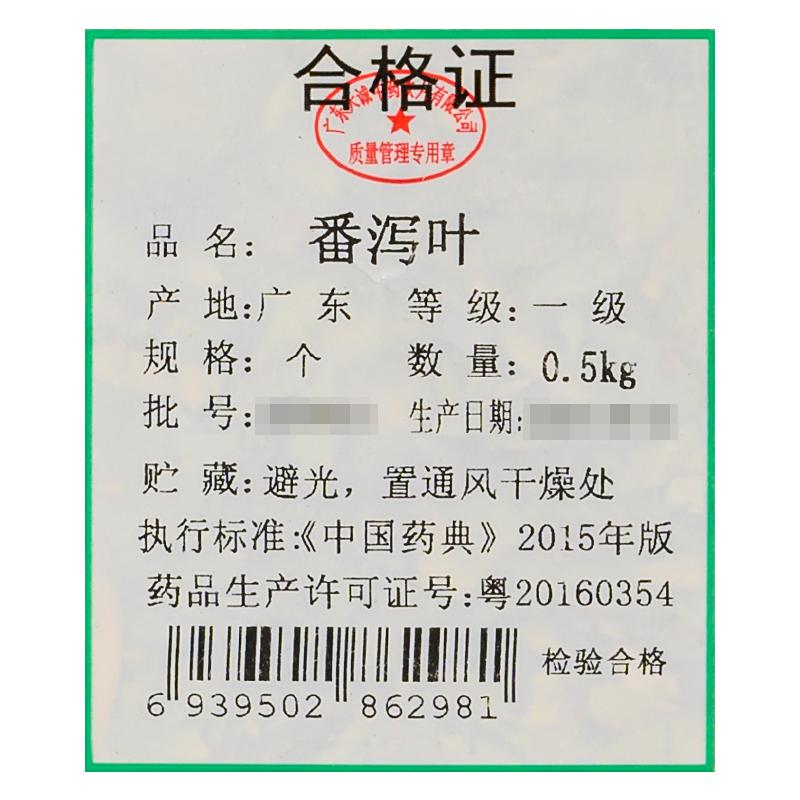 合格证
质量管理专用章
品 名: 番泻叶
产 地:广 东 等 级:一 级
规 格: 个 数 量:0.5kg
批 号: 生产日期:
贮 藏:避光，置通风干燥处
执行标准:《中国药典》2015年版
药品生产许可证号:粤20160354
检验合格
6 939502 862981